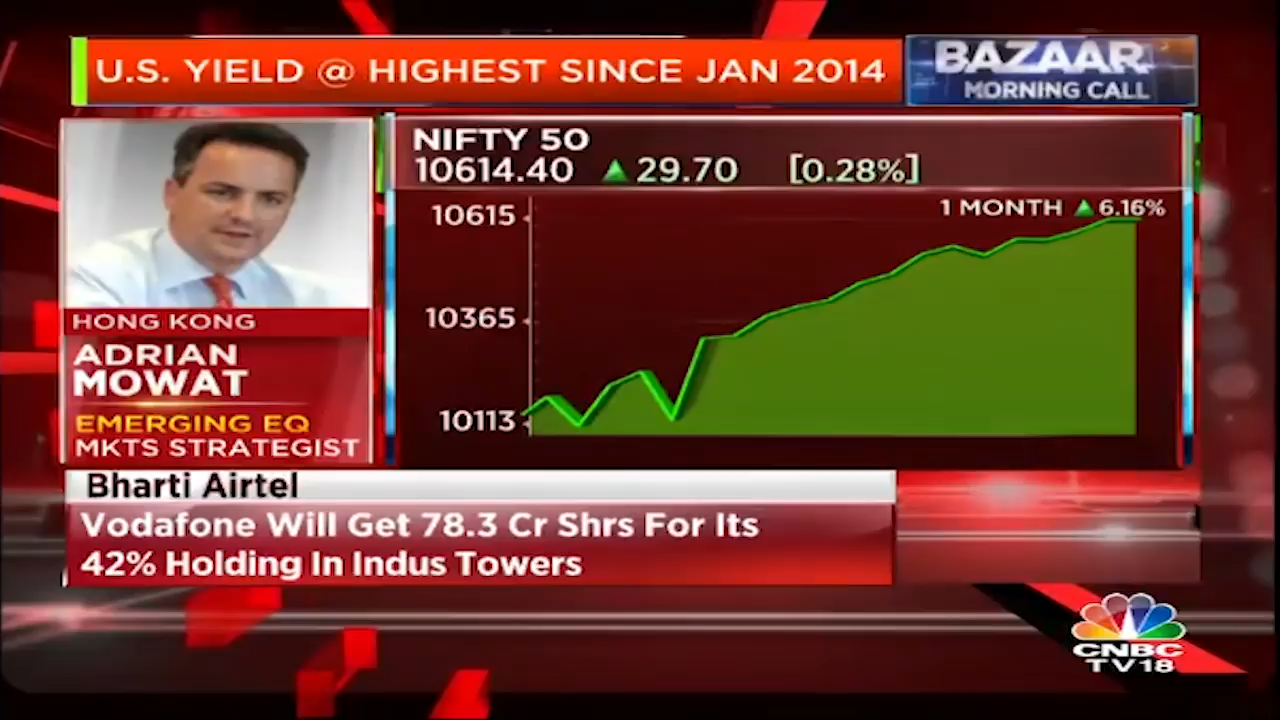 U.S. YIELD @ HIGHEST SINCE JAN 2014
BAZAAR
MORNING CALL
NIFTY 50
10614.40 ▲ 29.70 [0.28%]
1 MONTH ▲ 6.16%
10615
10365
10113
HONG KONG
ADRIAN
MOWAT
EMERGING EQ
MKTS STRATEGIST
Bharti Airtel
Vodafone Will Get 78.3 Cr Shrs For Its
42% Holding In Indus Towers
CNBC
TV18